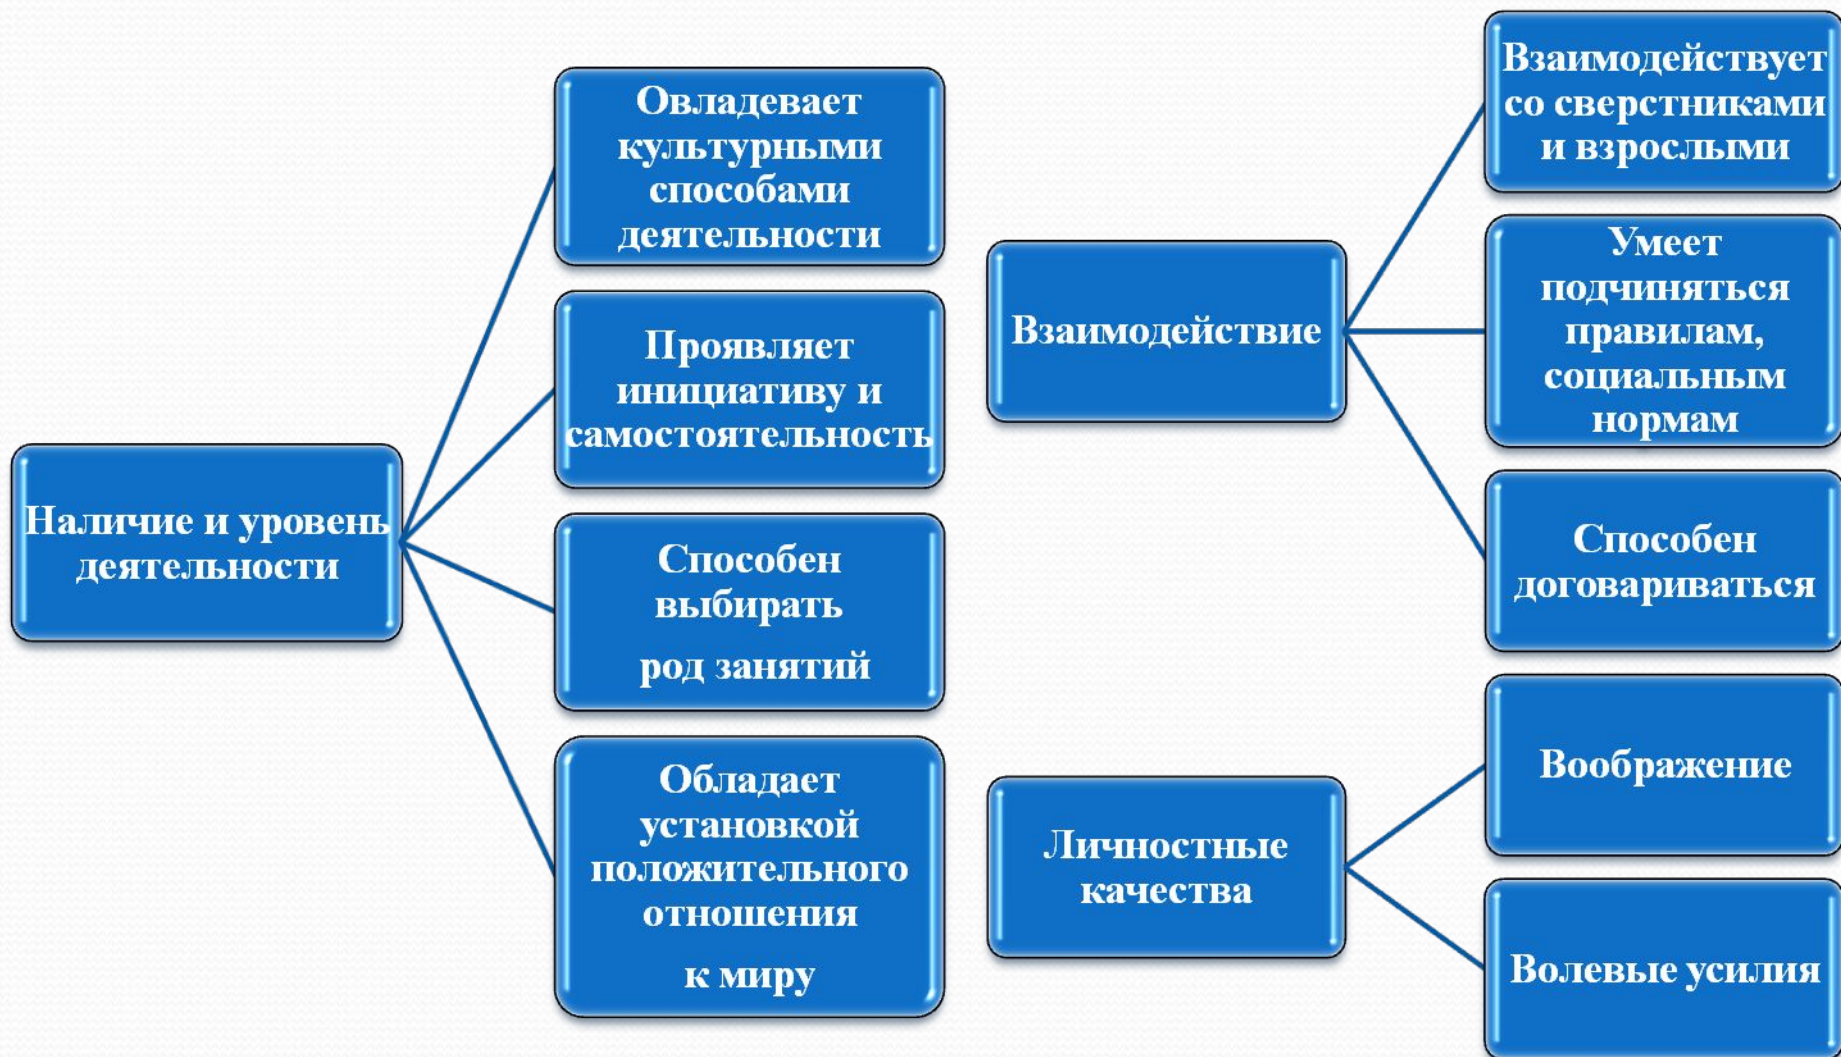 Наличие и уровень
деятельности
Овладевает
культурными
способами
деятельности
Проявляет
инициативу и
самостоятельность
Способен
выбирать
род занятий
Обладает
установкой
положительного
отношения
к миру
Взаимодействие
Взаимодействует
со сверстниками
и взрослыми
Умеет
подчиняться
правилам,
социальным
нормам
Способен
договариваться
Личностные
качества
Воображение
Волевые усилия